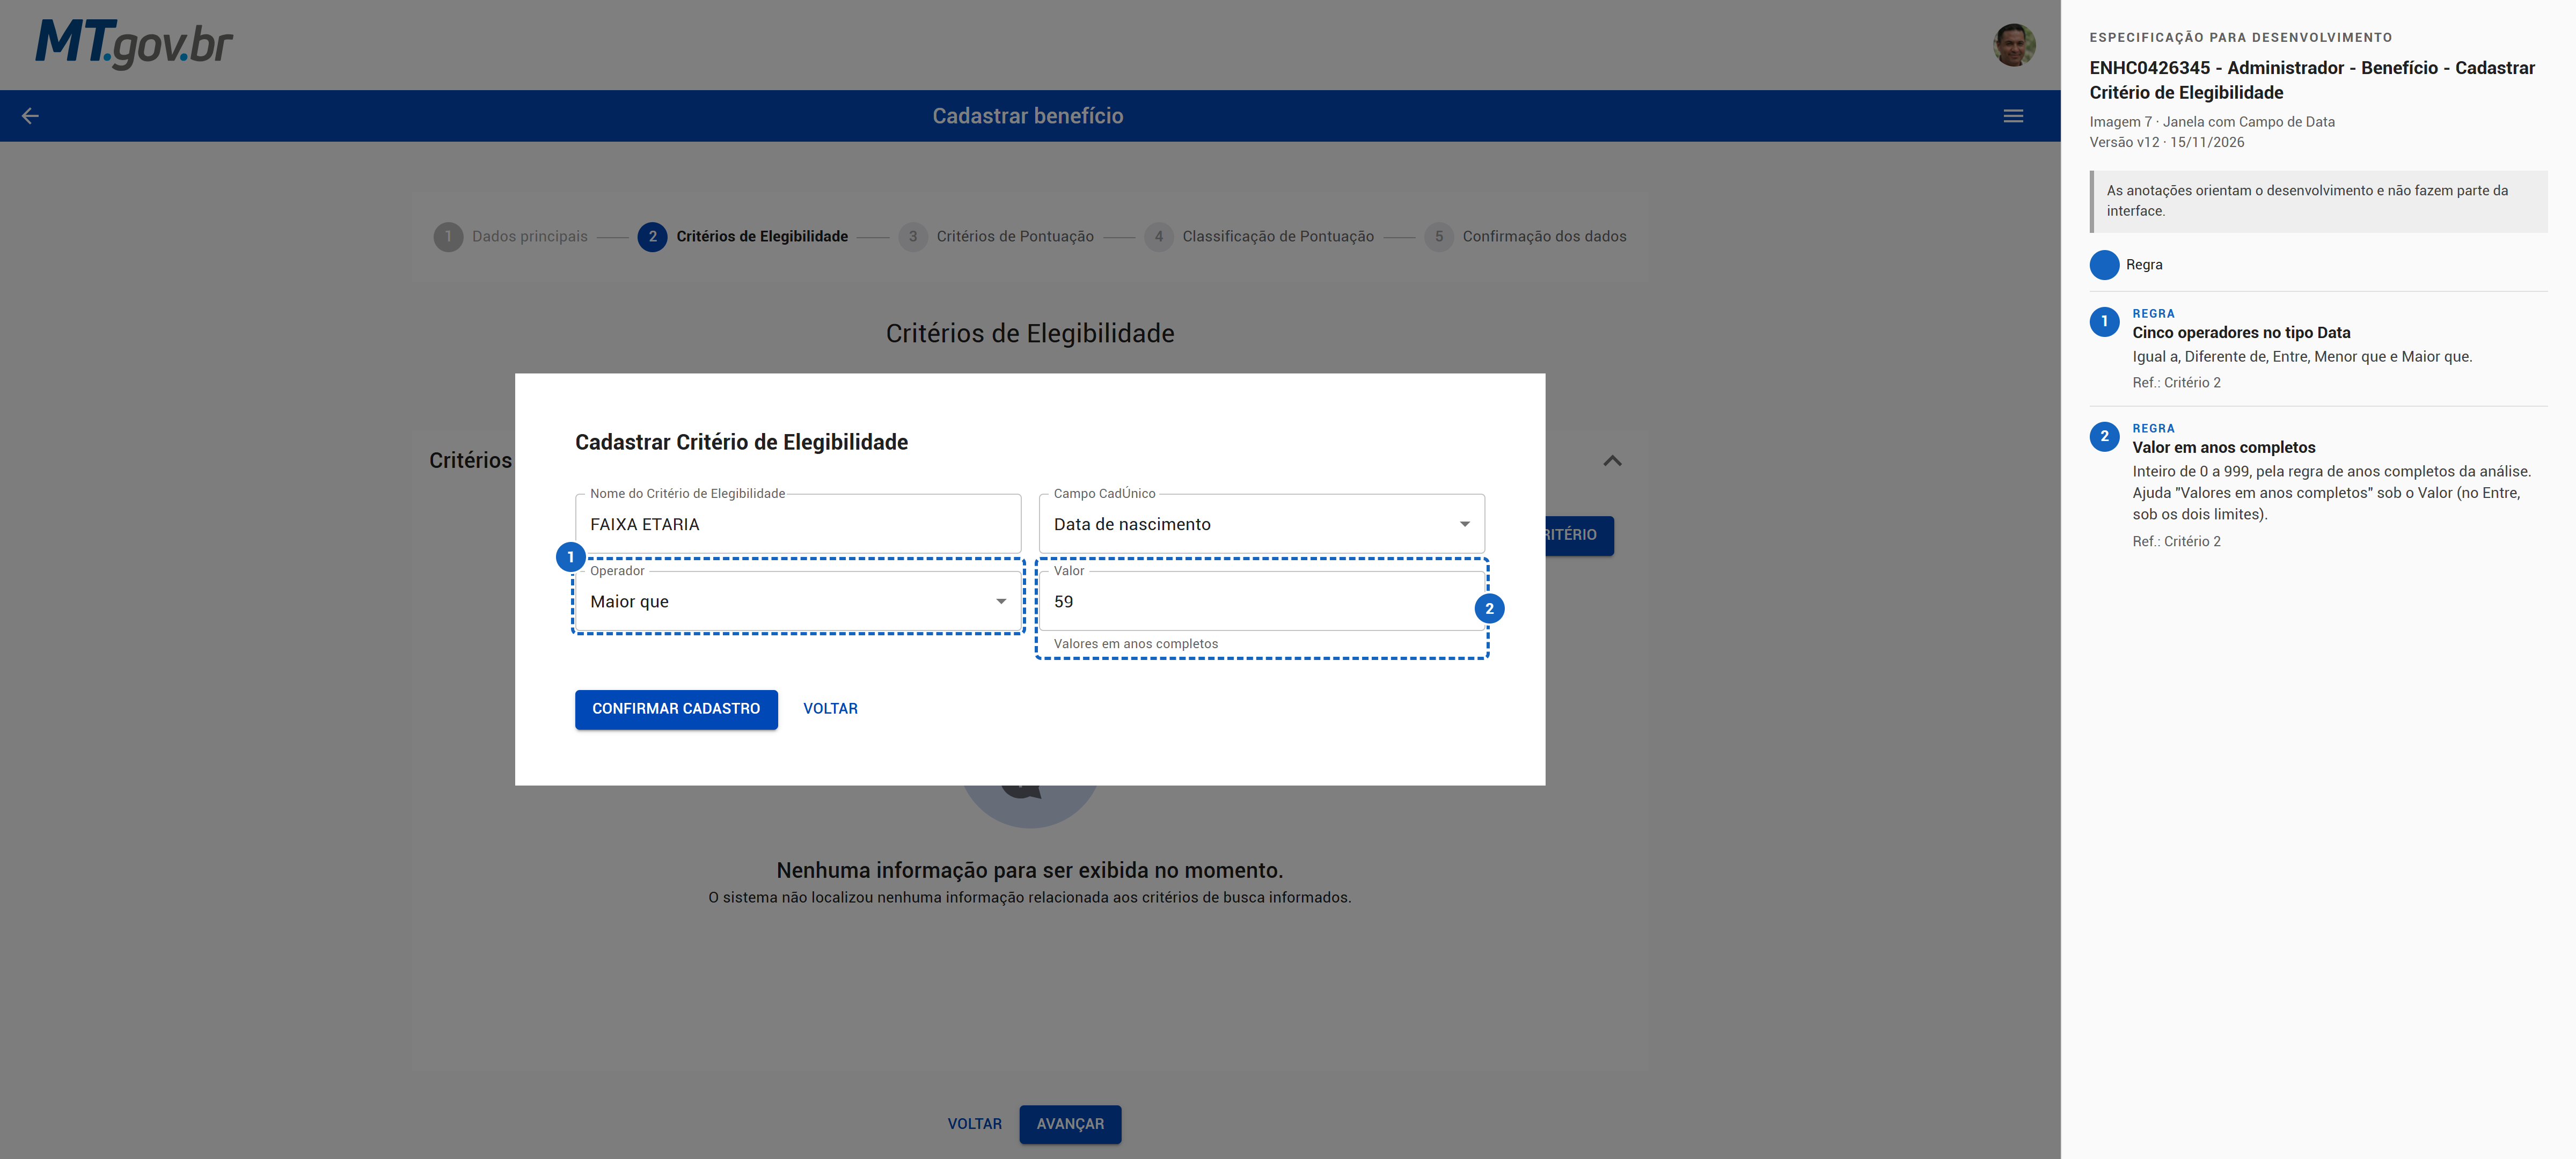 MT.gov.br
Cadastrar benefício
1 Dados principais 2 Critérios de Elegibilidade 3 Critérios de Pontuação 4 Classificação de Pontuação 5 Confirmação dos dados
Critérios de Elegibilidade
Critérios
RITÉRIO
Cadastrar Critério de Elegibilidade
Nome do Critério de Elegibilidade
FAIXA ETARIA
Campo CadÚnico
Data de nascimento
1
Operador
Maior que
Valor
59
2
Valores em anos completos
CONFIRMAR CADASTRO VOLTAR
Nenhuma informação para ser exibida no momento.
O sistema não localizou nenhuma informação relacionada aos critérios de busca informados.
VOLTAR AVANÇAR
ESPECIFICAÇÃO PARA DESENVOLVIMENTO
ENHC0426345 - Administrador - Benefício - Cadastrar
Critério de Elegibilidade
Imagem 7 · Janela com Campo de Data
Versão v12 · 15/11/2026
As anotações orientam o desenvolvimento e não fazem parte da
interface.
Regra
1 REGRA
Cinco operadores no tipo Data
Igual a, Diferente de, Entre, Menor que e Maior que.
Ref.: Critério 2
2 REGRA
Valor em anos completos
Inteiro de 0 a 999, pela regra de anos completos da análise.
Ajuda "Valores em anos completos" sob o Valor (no Entre,
sob os dois limites).
Ref.: Critério 2